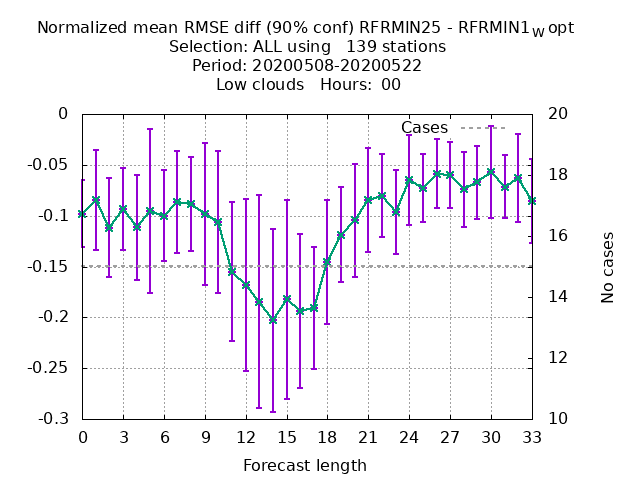 Normalized mean RMSE diff (90% conf) RFRMIN25 - RFRMIN1wopt
Selection: ALL using   139 stations
Period: 20200508-20200522
Low clouds   Hours:  00
Cases
0
-0.05
-0.1
-0.15
-0.2
-0.25
-0.3
20
18
16
14
12
10
No cases
0 3 6 9 12 15 18 21 24 27 30 33
Forecast length